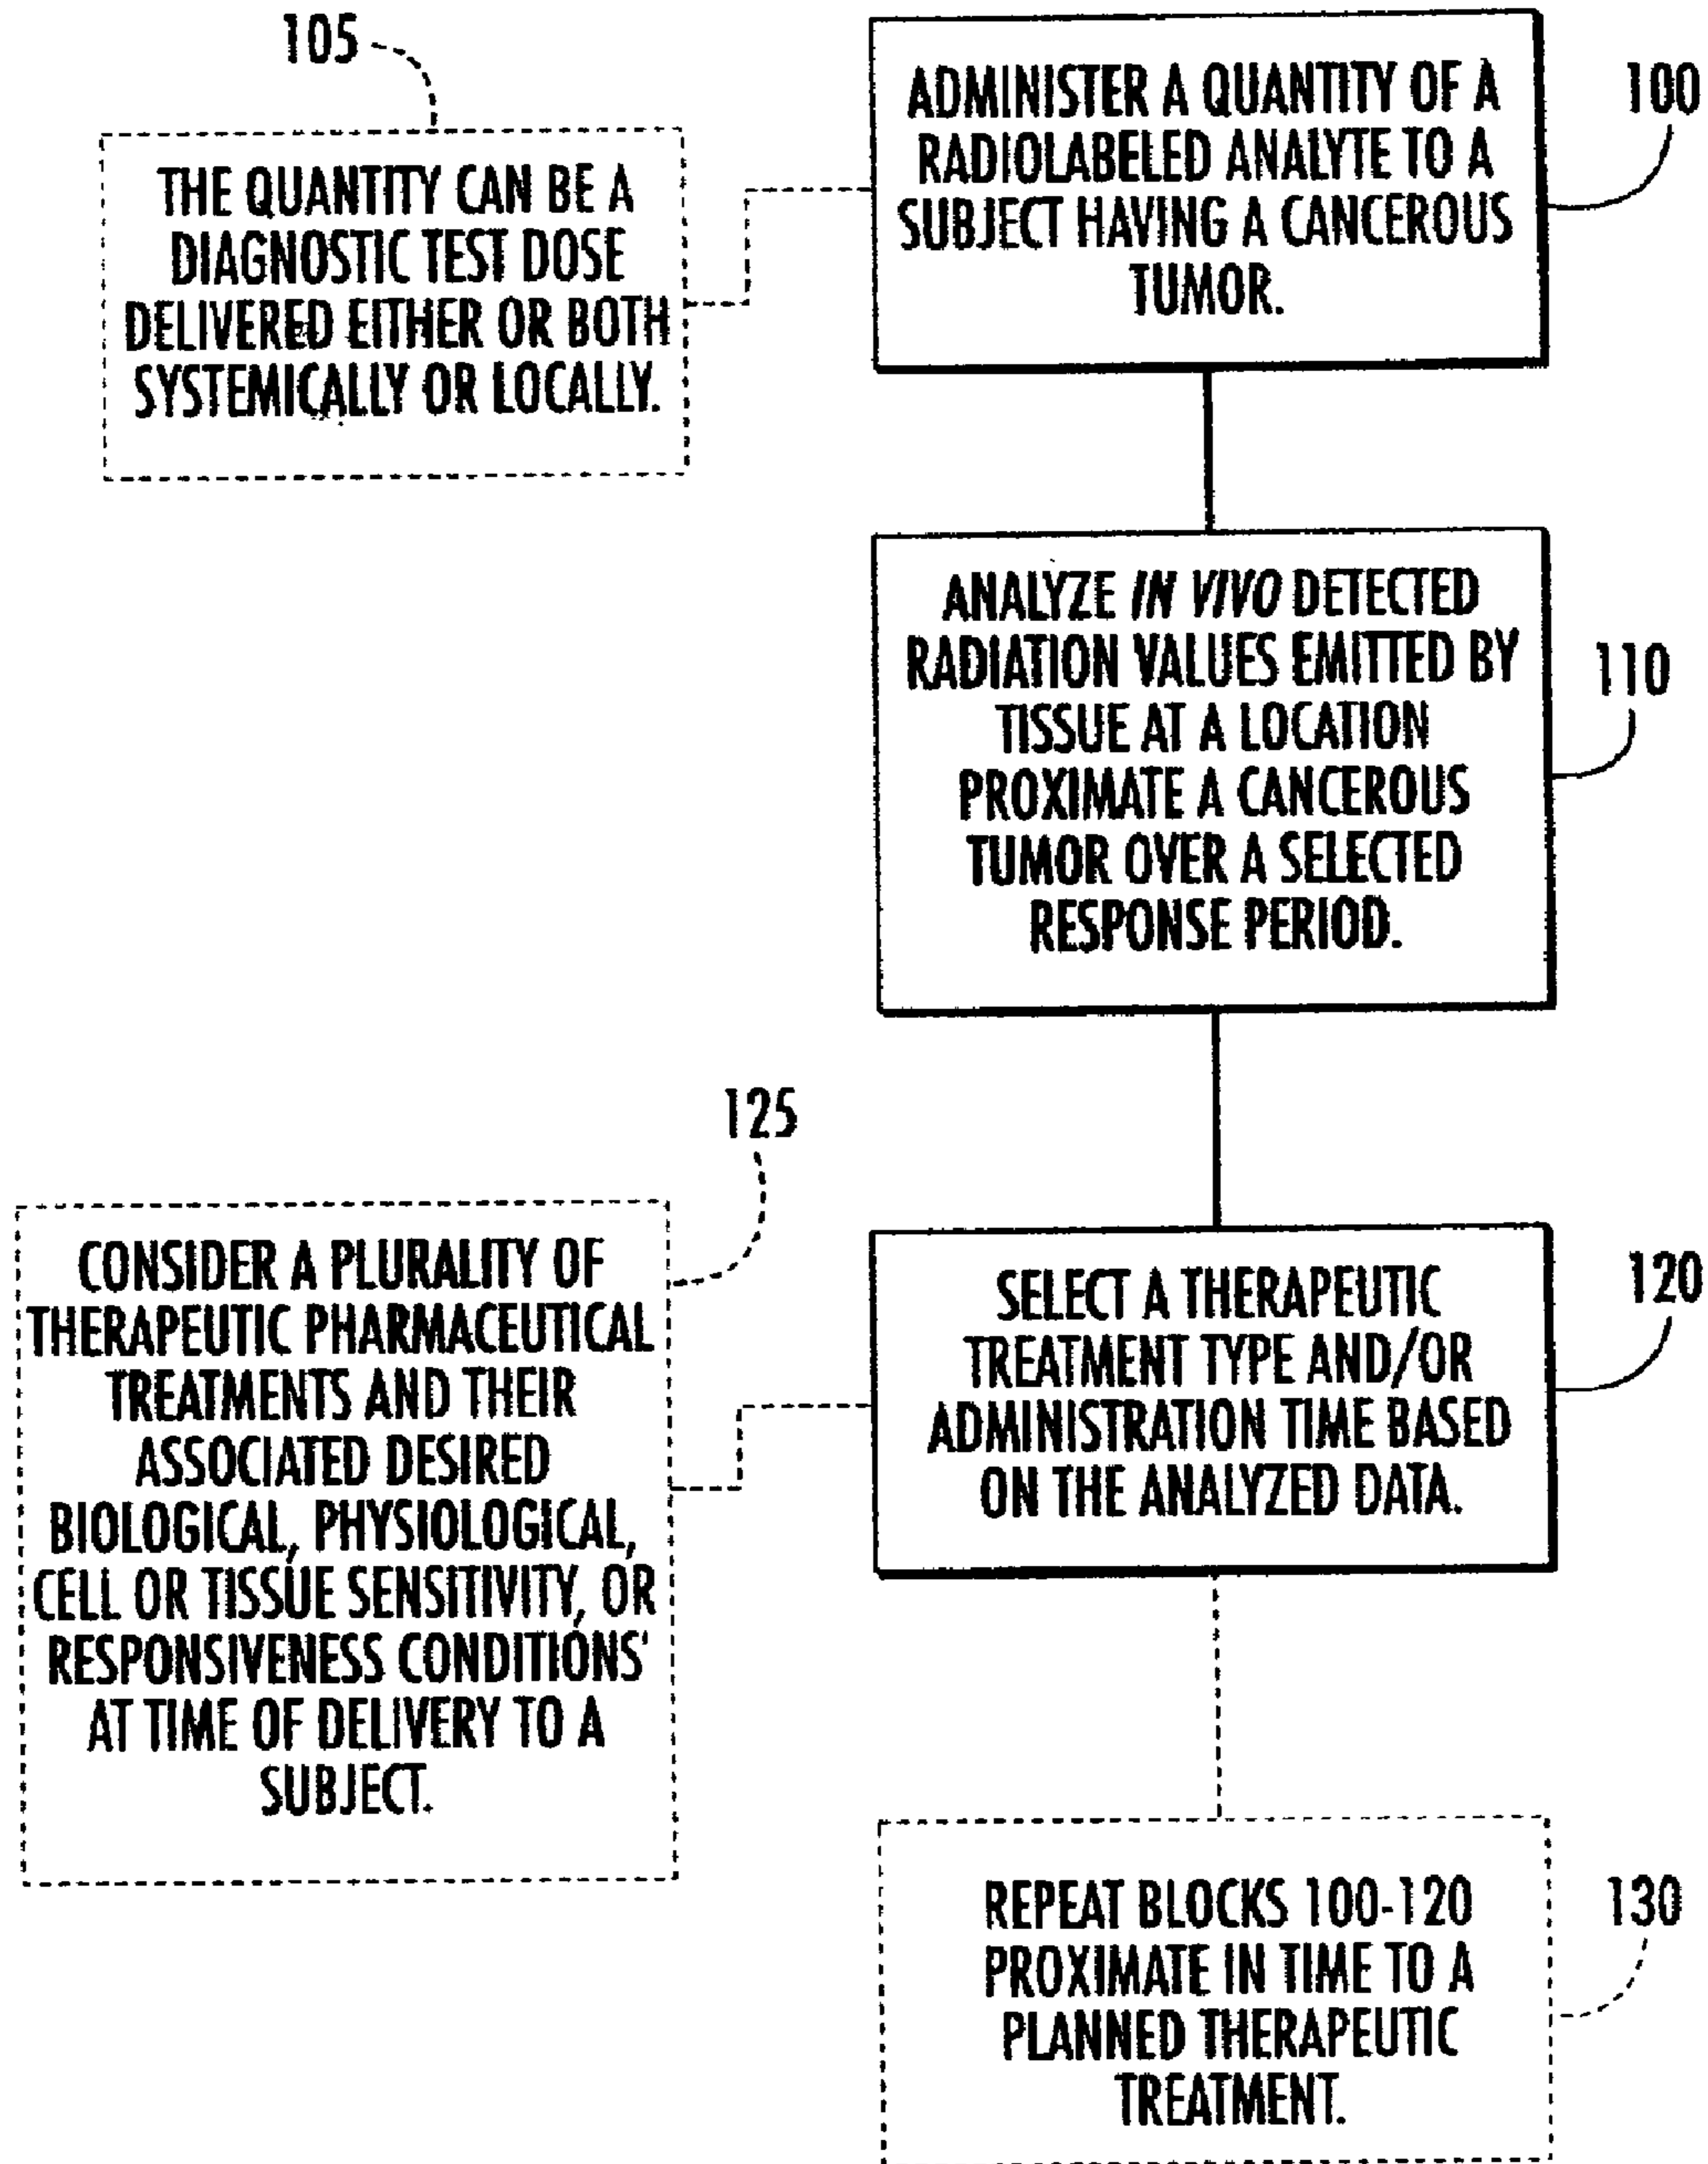 105
THE QUANTITY CAN BE A
DIAGNOSTIC TEST DOSE
DELIVERED EITHER OR BOTH
SYSTEMICALLY OR LOCALLY.
ADMINISTER A QUANTITY OF A
RADIOLABELED ANALYTE TO A
SUBJECT HAVING A CANCEROUS
TUMOR.
100
ANALYZE IN VIVO DETECTED
RADIATION VALUES EMITTED BY
TISSUE AT A LOCATION
PROXIMATE A CANCEROUS
TUMOR OVER A SELECTED
RESPONSE PERIOD.
110
125
CONSIDER A PLURALITY OF
THERAPEUTIC PHARMACEUTICAL
TREATMENTS AND THEIR
ASSOCIATED DESIRED
BIOLOGICAL, PHYSIOLOGICAL,
CELL OR TISSUE SENSITIVITY, OR
RESPONSIVENESS CONDITIONS'
AT TIME OF DELIVERY TO A
SUBJECT.
SELECT A THERAPEUTIC
TREATMENT TYPE AND/OR
ADMINISTRATION TIME BASED
ON THE ANALYZED DATA.
120
REPEAT BLOCKS 100-120
PROXIMATE IN TIME TO A
PLANNED THERAPEUTIC
TREATMENT.
130